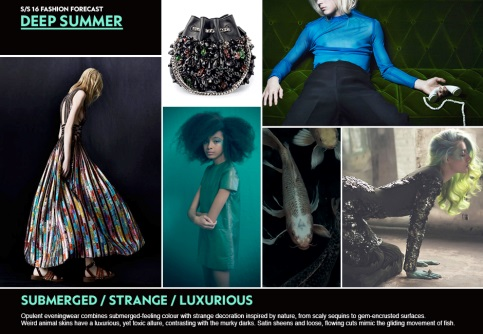 S/S 16 FASHION FORECAST
DEEP SUMMER
SUBMERGED / STRANGE / LUXURIOUS
Opulent eveningwear combines submerged-feeling colour with strange decoration inspired by nature, from scaly sequins to gem-encrusted surfaces.
Weird animal skins have a luxurious, yet toxic allure, contrasting with the murky darks. Satin sheens and loose, flowing cuts mimic the gliding movement of fish.